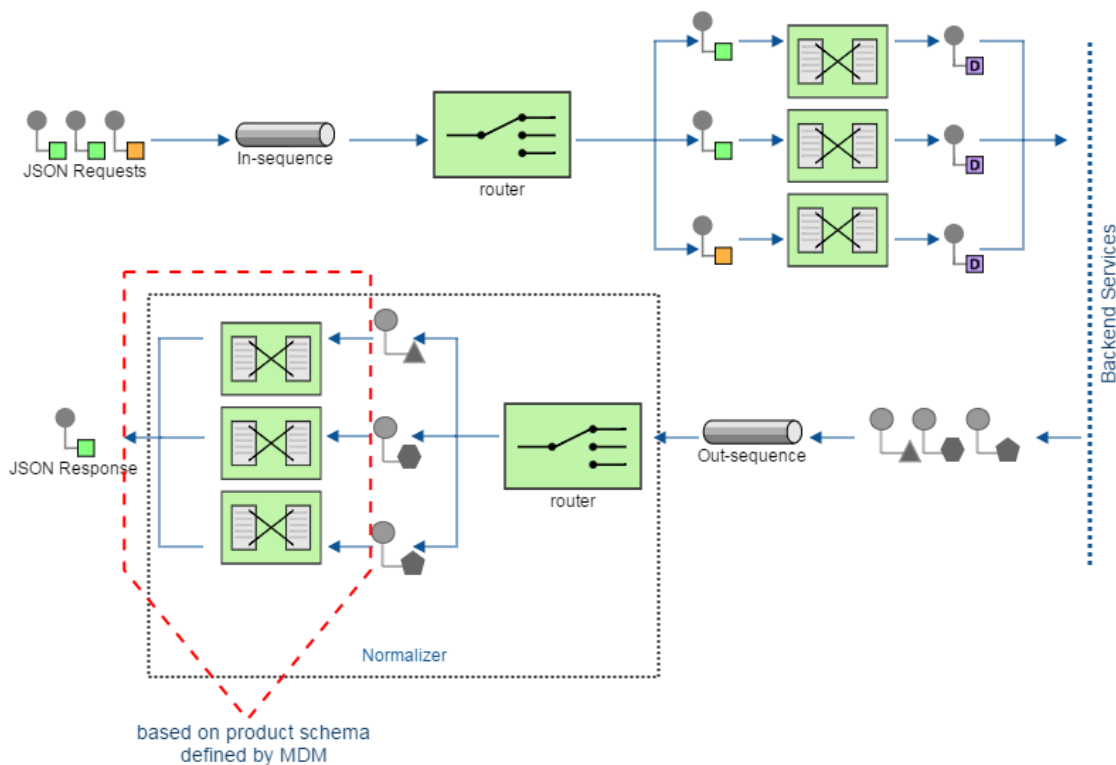 D
JSON Requests
In-sequence
router
D
D
Backend Services
JSON Response
router
Out-sequence
Normalizer
based on product schema
defined by MDM